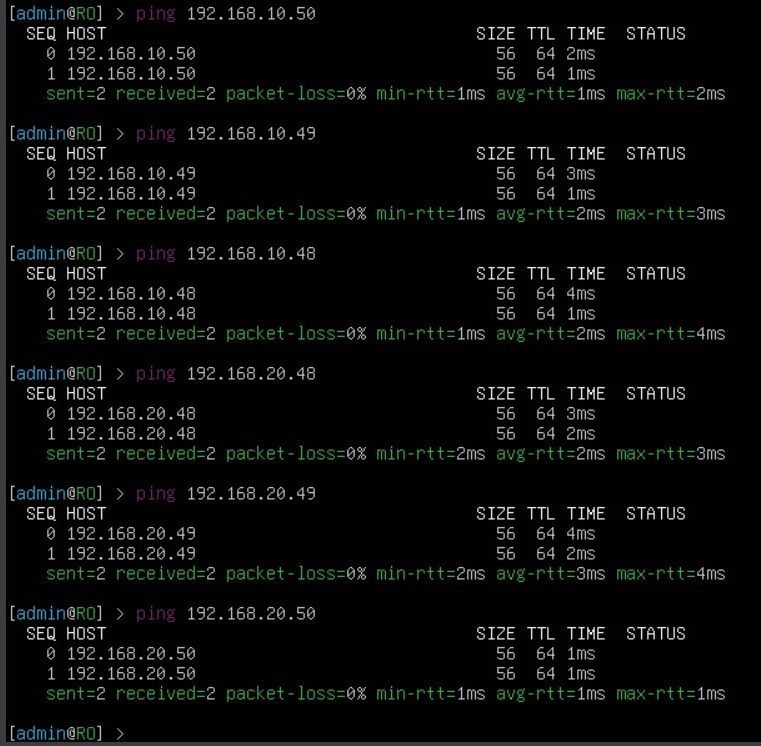 [admin@RO] > ping 192.168.10.50
SEQ HOST SIZE TTL TIME STATUS
0 192.168.10.50 56 64 2ms
1 192.168.10.50 56 64 1ms
sent=2 received=2 packet-loss=0% min-rtt=1ms avg-rtt=1ms max-rtt=2ms
[admin@RO] > ping 192.168.10.49
SEQ HOST SIZE TTL TIME STATUS
0 192.168.10.49 56 64 3ms
1 192.168.10.49 56 64 1ms
sent=2 received=2 packet-loss=0% min-rtt=1ms avg-rtt=2ms max-rtt=3ms
[admin@RO] > ping 192.168.10.48
SEQ HOST SIZE TTL TIME STATUS
0 192.168.10.48 56 64 4ms
1 192.168.10.48 56 64 1ms
sent=2 received=2 packet-loss=0% min-rtt=1ms avg-rtt=2ms max-rtt=4ms
[admin@RO] > ping 192.168.20.48
SEQ HOST SIZE TTL TIME STATUS
0 192.168.20.48 56 64 3ms
1 192.168.20.48 56 64 2ms
sent=2 received=2 packet-loss=0% min-rtt=2ms avg-rtt=2ms max-rtt=3ms
[admin@RO] > ping 192.168.20.49
SEQ HOST SIZE TTL TIME STATUS
0 192.168.20.49 56 64 4ms
1 192.168.20.49 56 64 2ms
sent=2 received=2 packet-loss=0% min-rtt=2ms avg-rtt=3ms max-rtt=4ms
[admin@RO] > ping 192.168.20.50
SEQ HOST SIZE TTL TIME STATUS
0 192.168.20.50 56 64 1ms
1 192.168.20.50 56 64 1ms
sent=2 received=2 packet-loss=0% min-rtt=1ms avg-rtt=1ms max-rtt=1ms
[admin@RO] >